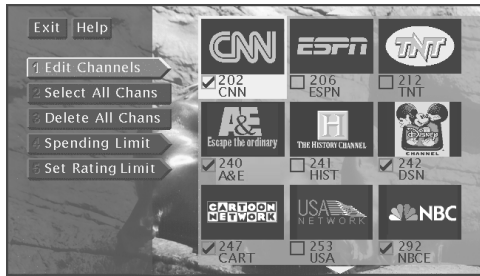 Exit Help
1 Edit Channels
2 Select All Chans
3 Delete All Chans
4 Spending Limit
5 Set Rating Limit
CNN ESPN TNT
202 206 212
CNN ESPN TNT
A&E H Disney
Escape the ordinary THE HISTORY CHANNEL CHANNEL
240 241 242
A&E HIST DSN
CARTOON NETWORK USA NETWORK NBC
247 253 292
CART USA NBCE